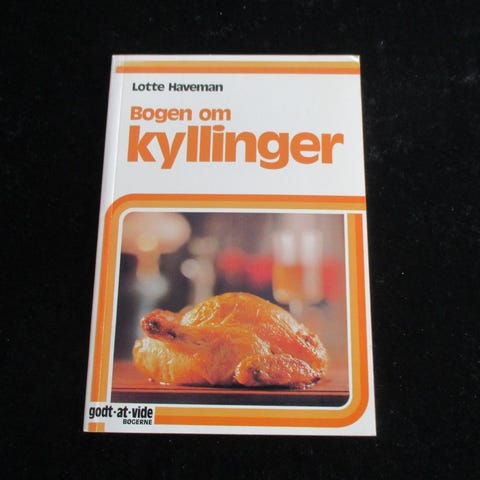 Lotte Haveman
Bogen om
kyllinger
godt-at-vide
BØGERNE